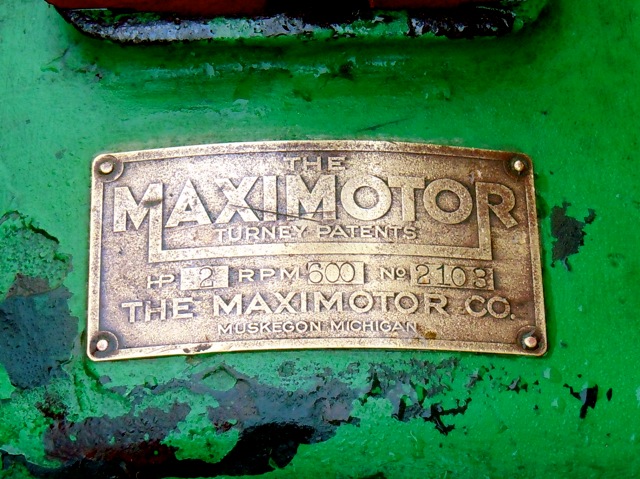 THE
MAXIMOTOR
TURNEY PATENTS
HP 2 RPM 600 No 2108
THE MAXIMOTOR CO.
MUSKEGON MICHIGAN